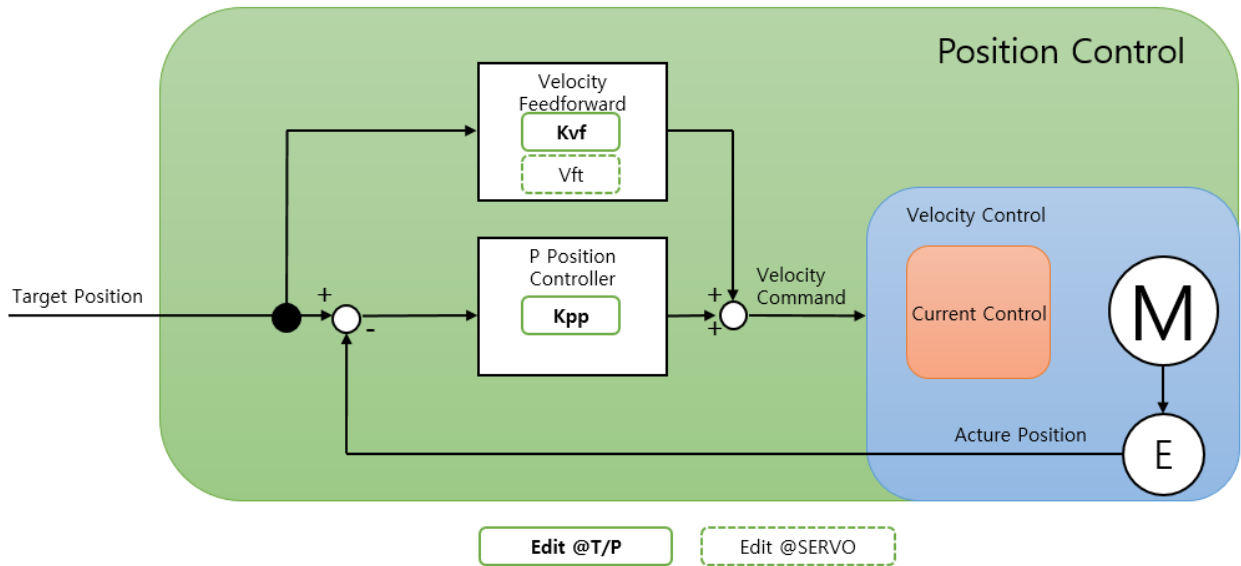 Position Control
Velocity
Feedforward
Kvf
Vft
P Position
Controller
Kpp
Target Position
+
-
+
+
Velocity
Command
Velocity Control
Current Control
M
Acture Position
E
Edit @T/P
Edit @SERVO